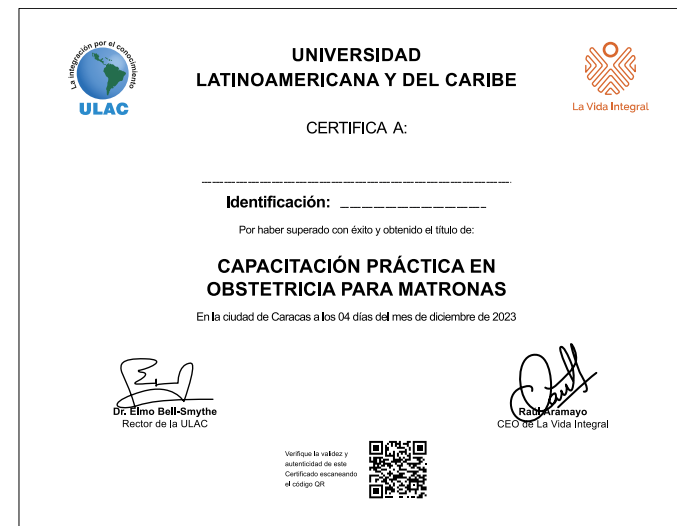 La integración por el conocimiento
ULAC
UNIVERSIDAD
LATINOAMERICANA Y DEL CARIBE
La Vida Integral
CERTIFICA A:
Identificación:
Por haber superado con éxito y obtenido el título de:
CAPACITACIÓN PRÁCTICA EN
OBSTETRICIA PARA MATRONAS
En la ciudad de Caracas a los 04 días del mes de diciembre de 2023
Dr. Elmo Bell-Smythe
Rector de la ULAC
Raul Aramayo
CEO de La Vida Integral
Verifique la validez y
autenticidad de este
Certificado escaneando
el código QR